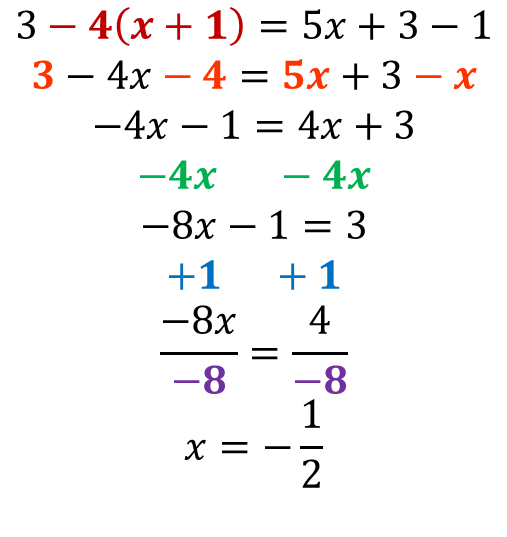 3 − 4(x + 1) = 5x + 3 − 1
3 − 4x − 4 = 5x + 3 − x
−4x − 1 = 4x + 3
−4x − 4x
−8x − 1 = 3
+1 + 1
−8x/−8 = 4/−8
x = −1/2